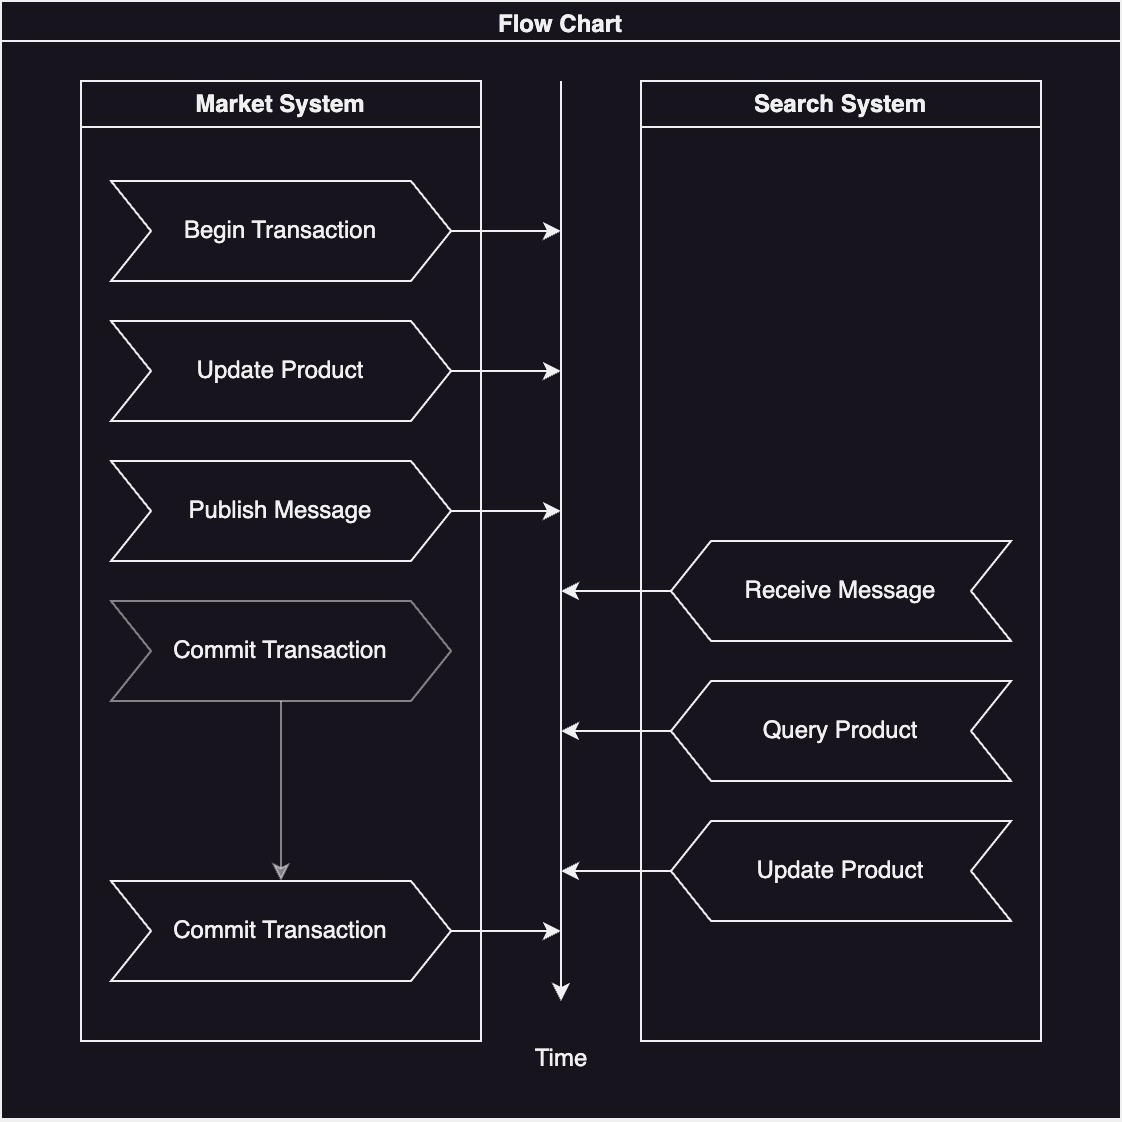 Flow Chart
Market System
Search System
Begin Transaction
Update Product
Publish Message
Receive Message
Commit Transaction
Query Product
Update Product
Commit Transaction
Time